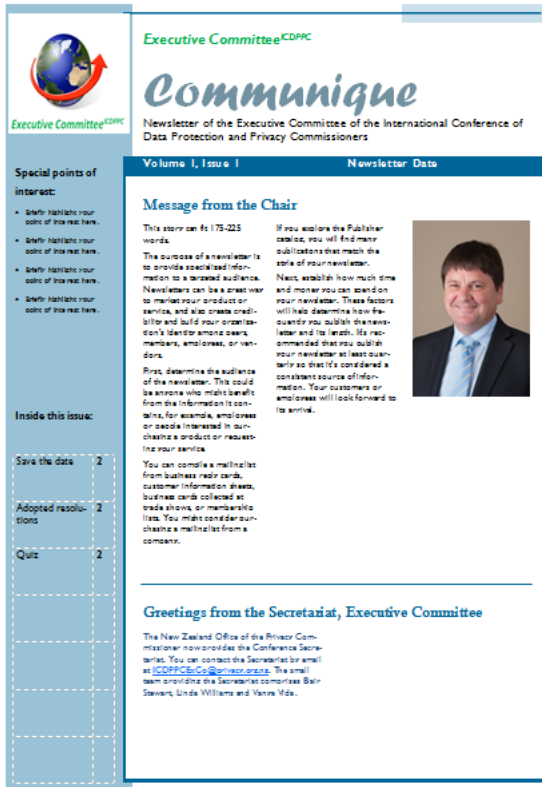 Executive CommitteeICDPPC
Executive CommitteeICDPPC
Communique
Newsletter of the Executive Committee of the International Conference of
Data Protection and Privacy Commissioners
Volume 1, Issue 1
Newsletter Date
Special points of
interest:
• Briefly highlight your
point of interest here.
• Briefly highlight your
point of interest here.
• Briefly highlight your
point of interest here.
• Briefly highlight your
point of interest here.
Inside this issue:
Save the date 2
Adopted resolu- 2
tions
Quiz 2
Message from the Chair
This story can fit 175-225
words.
The purpose of a newsletter is
to provide specialized infor-
mation to a targeted audience.
Newsletters can be a great way
to market your product or
service, and also create credi-
bility and build your organiza-
tion's identity among peers,
members, employees, or ven-
dors.
First, determine the audience
of the newsletter. This could
be anyone who might benefit
from the information it con-
tains, for example, employees
or people interested in pur-
chasing a product or request-
ing your service.
You can compile a mailing list
from business reply cards,
customer information sheets,
business cards collected at
trade shows, or membership
lists. You might consider pur-
chasing a mailing list from a
company.
If you explore the Publisher
catalog, you will find many
publications that match the
style of your newsletter.
Next, establish how much time
and money you can spend on
your newsletter. These factors
will help determine how fre-
quently you publish the news-
letter and its length. It's rec-
ommended that you publish
your newsletter at least quar-
terly so that it's considered a
consistent source of infor-
mation. Your customers or
employees will look forward to
its arrival.
Greetings from the Secretariat, Executive Committee
The New Zealand Office of the Privacy Com-
missioner now provides the Conference Secre-
tariat. You can contact the Secretariat by email
at ICDPPCExCo@privacy.org.nz. The small
team providing the Secretariat comprises Blair
Stewart, Linda Williams and Vanya Vida.